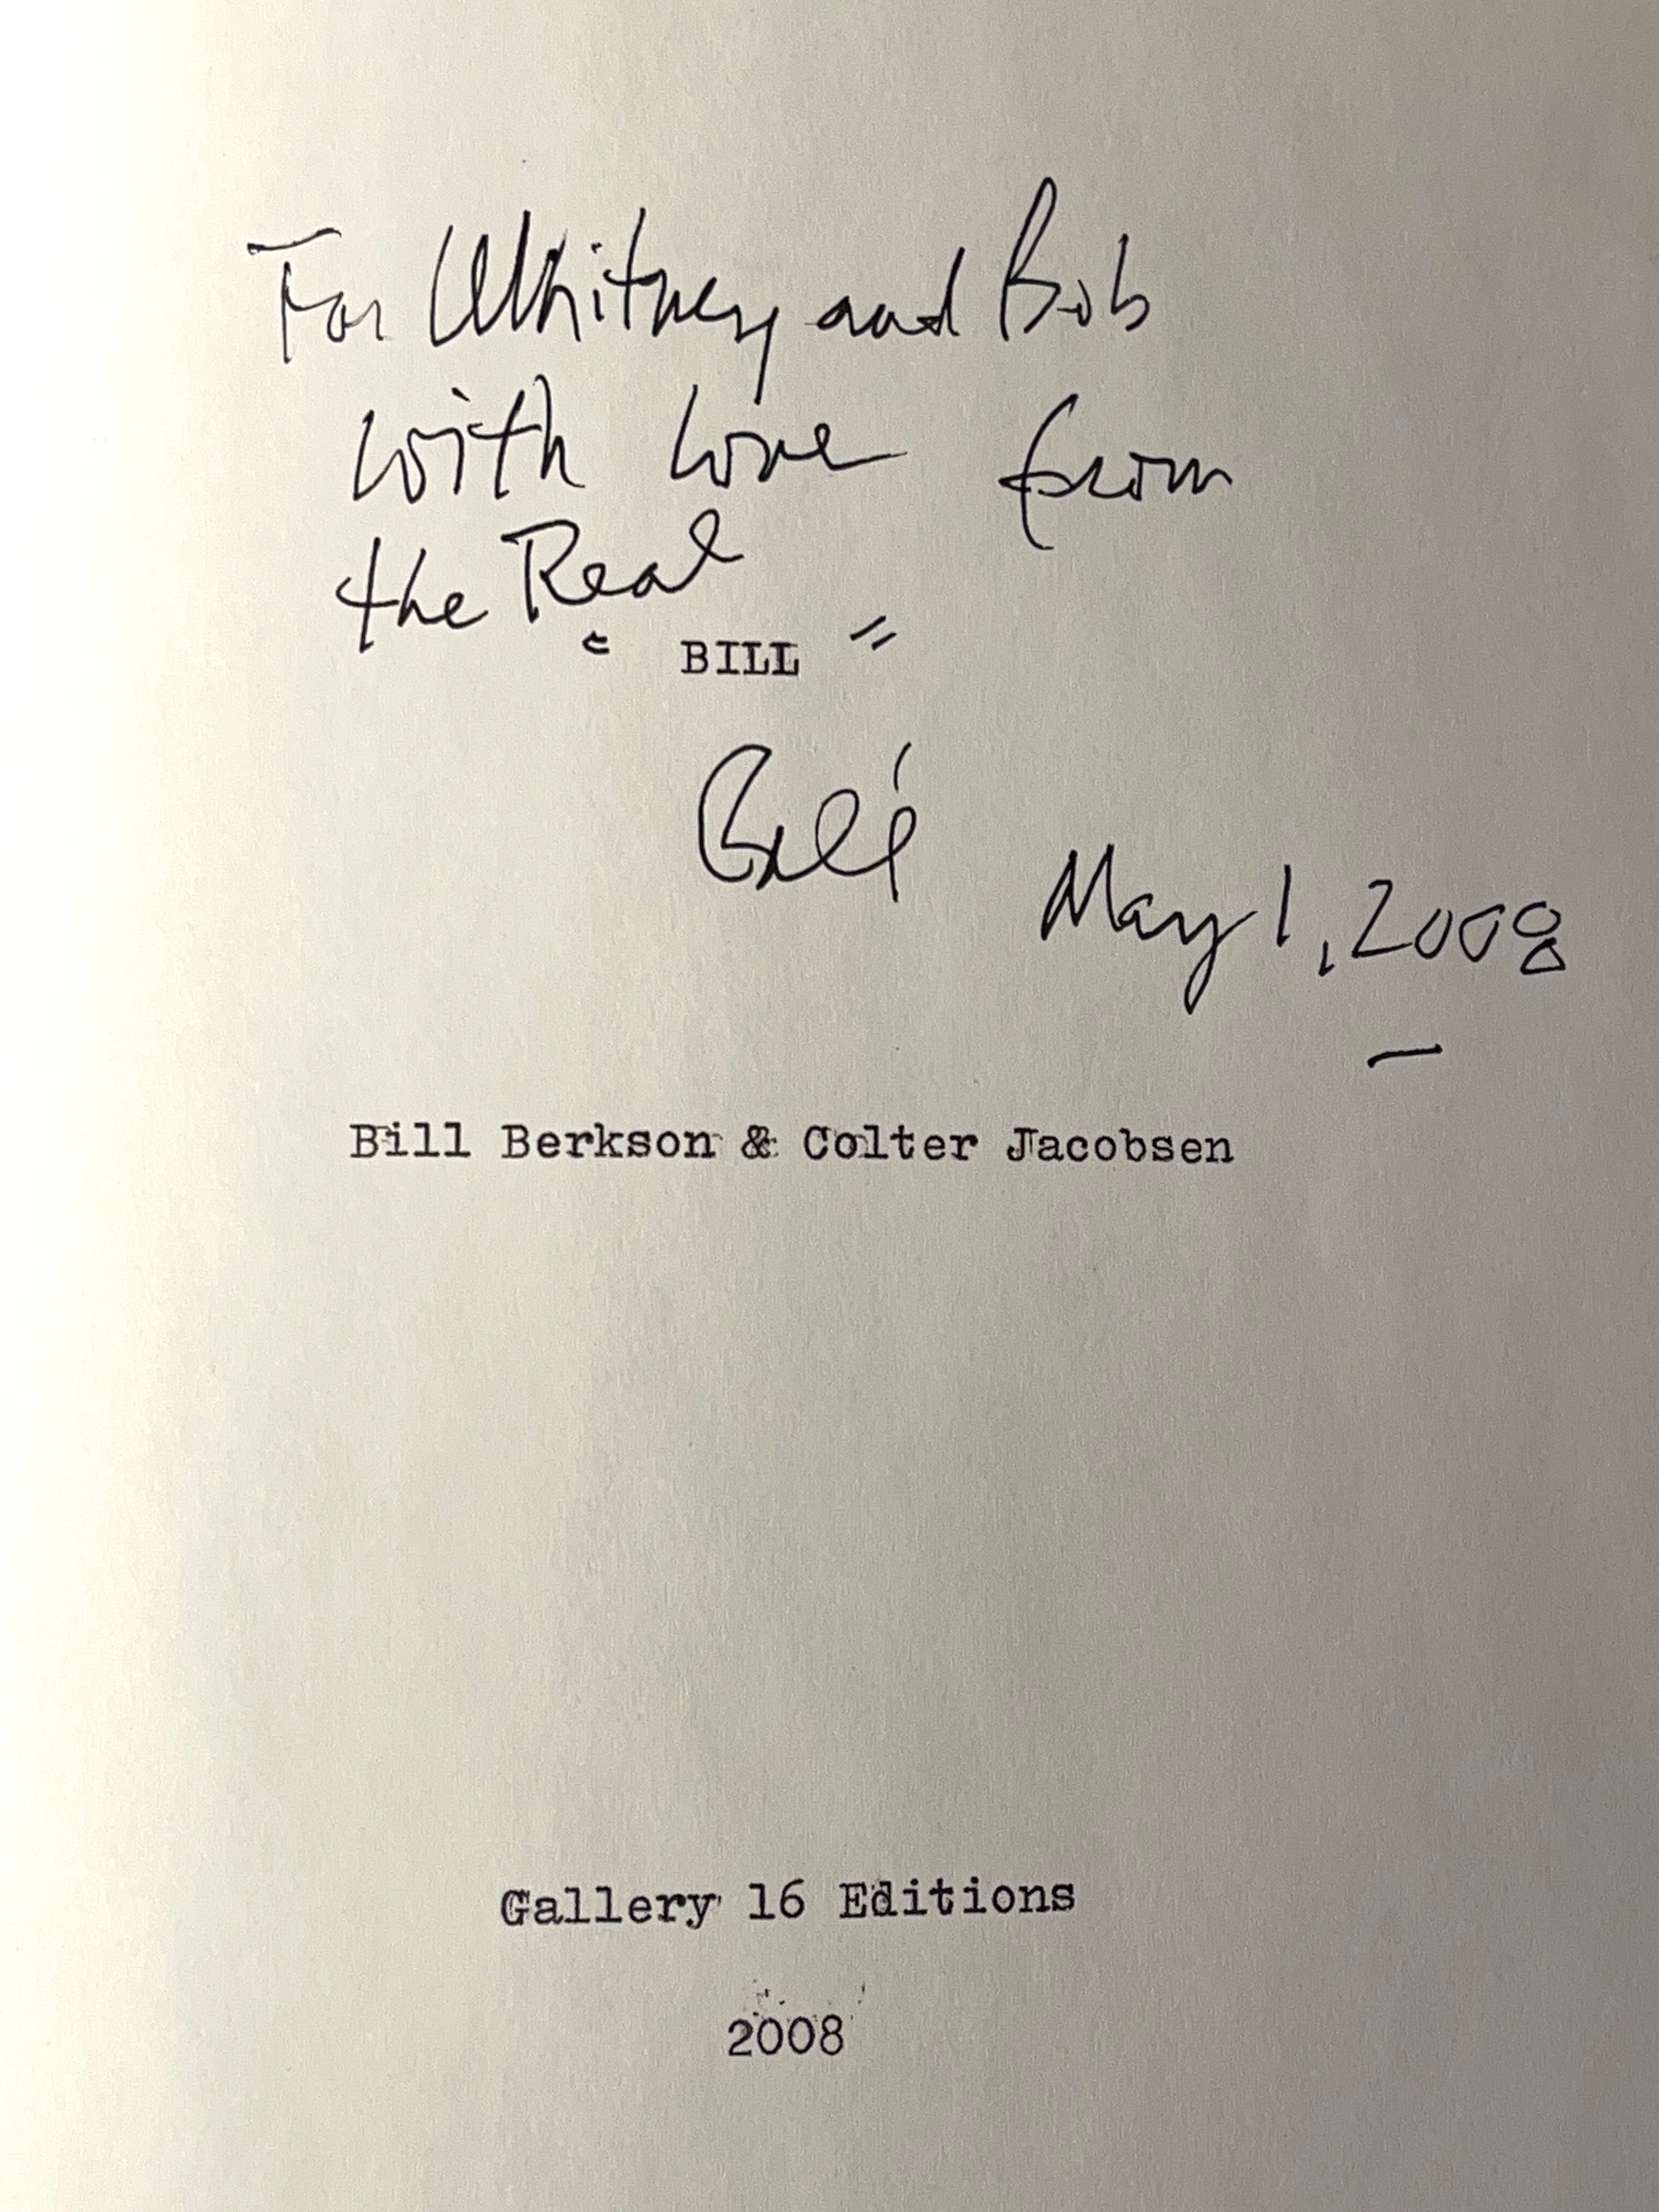 For Whitney and Bob
with love from
the Real
" BILL "
Bill
May 1, 2008
Bill Berkson & Colter Jacobsen
Gallery 16 Editions
2008